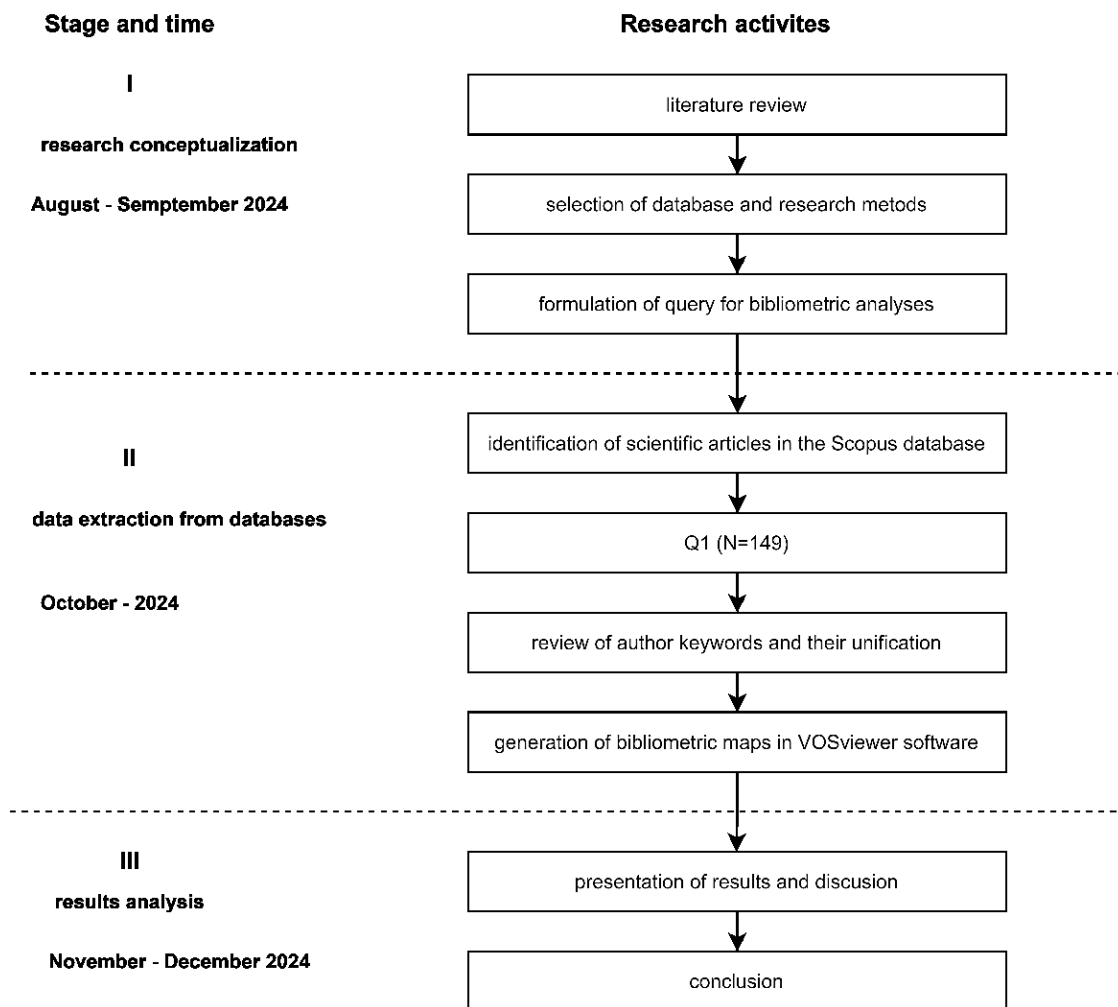 Stage and time
Research activites
I
research conceptualization
August - Semptember 2024
literature review
selection of database and research metods
formulation of query for bibliometric analyses
II
data extraction from databases
October - 2024
identification of scientific articles in the Scopus database
Q1 (N=149)
review of author keywords and their unification
generation of bibliometric maps in VOSviewer software
III
results analysis
November - December 2024
presentation of results and discusion
conclusion